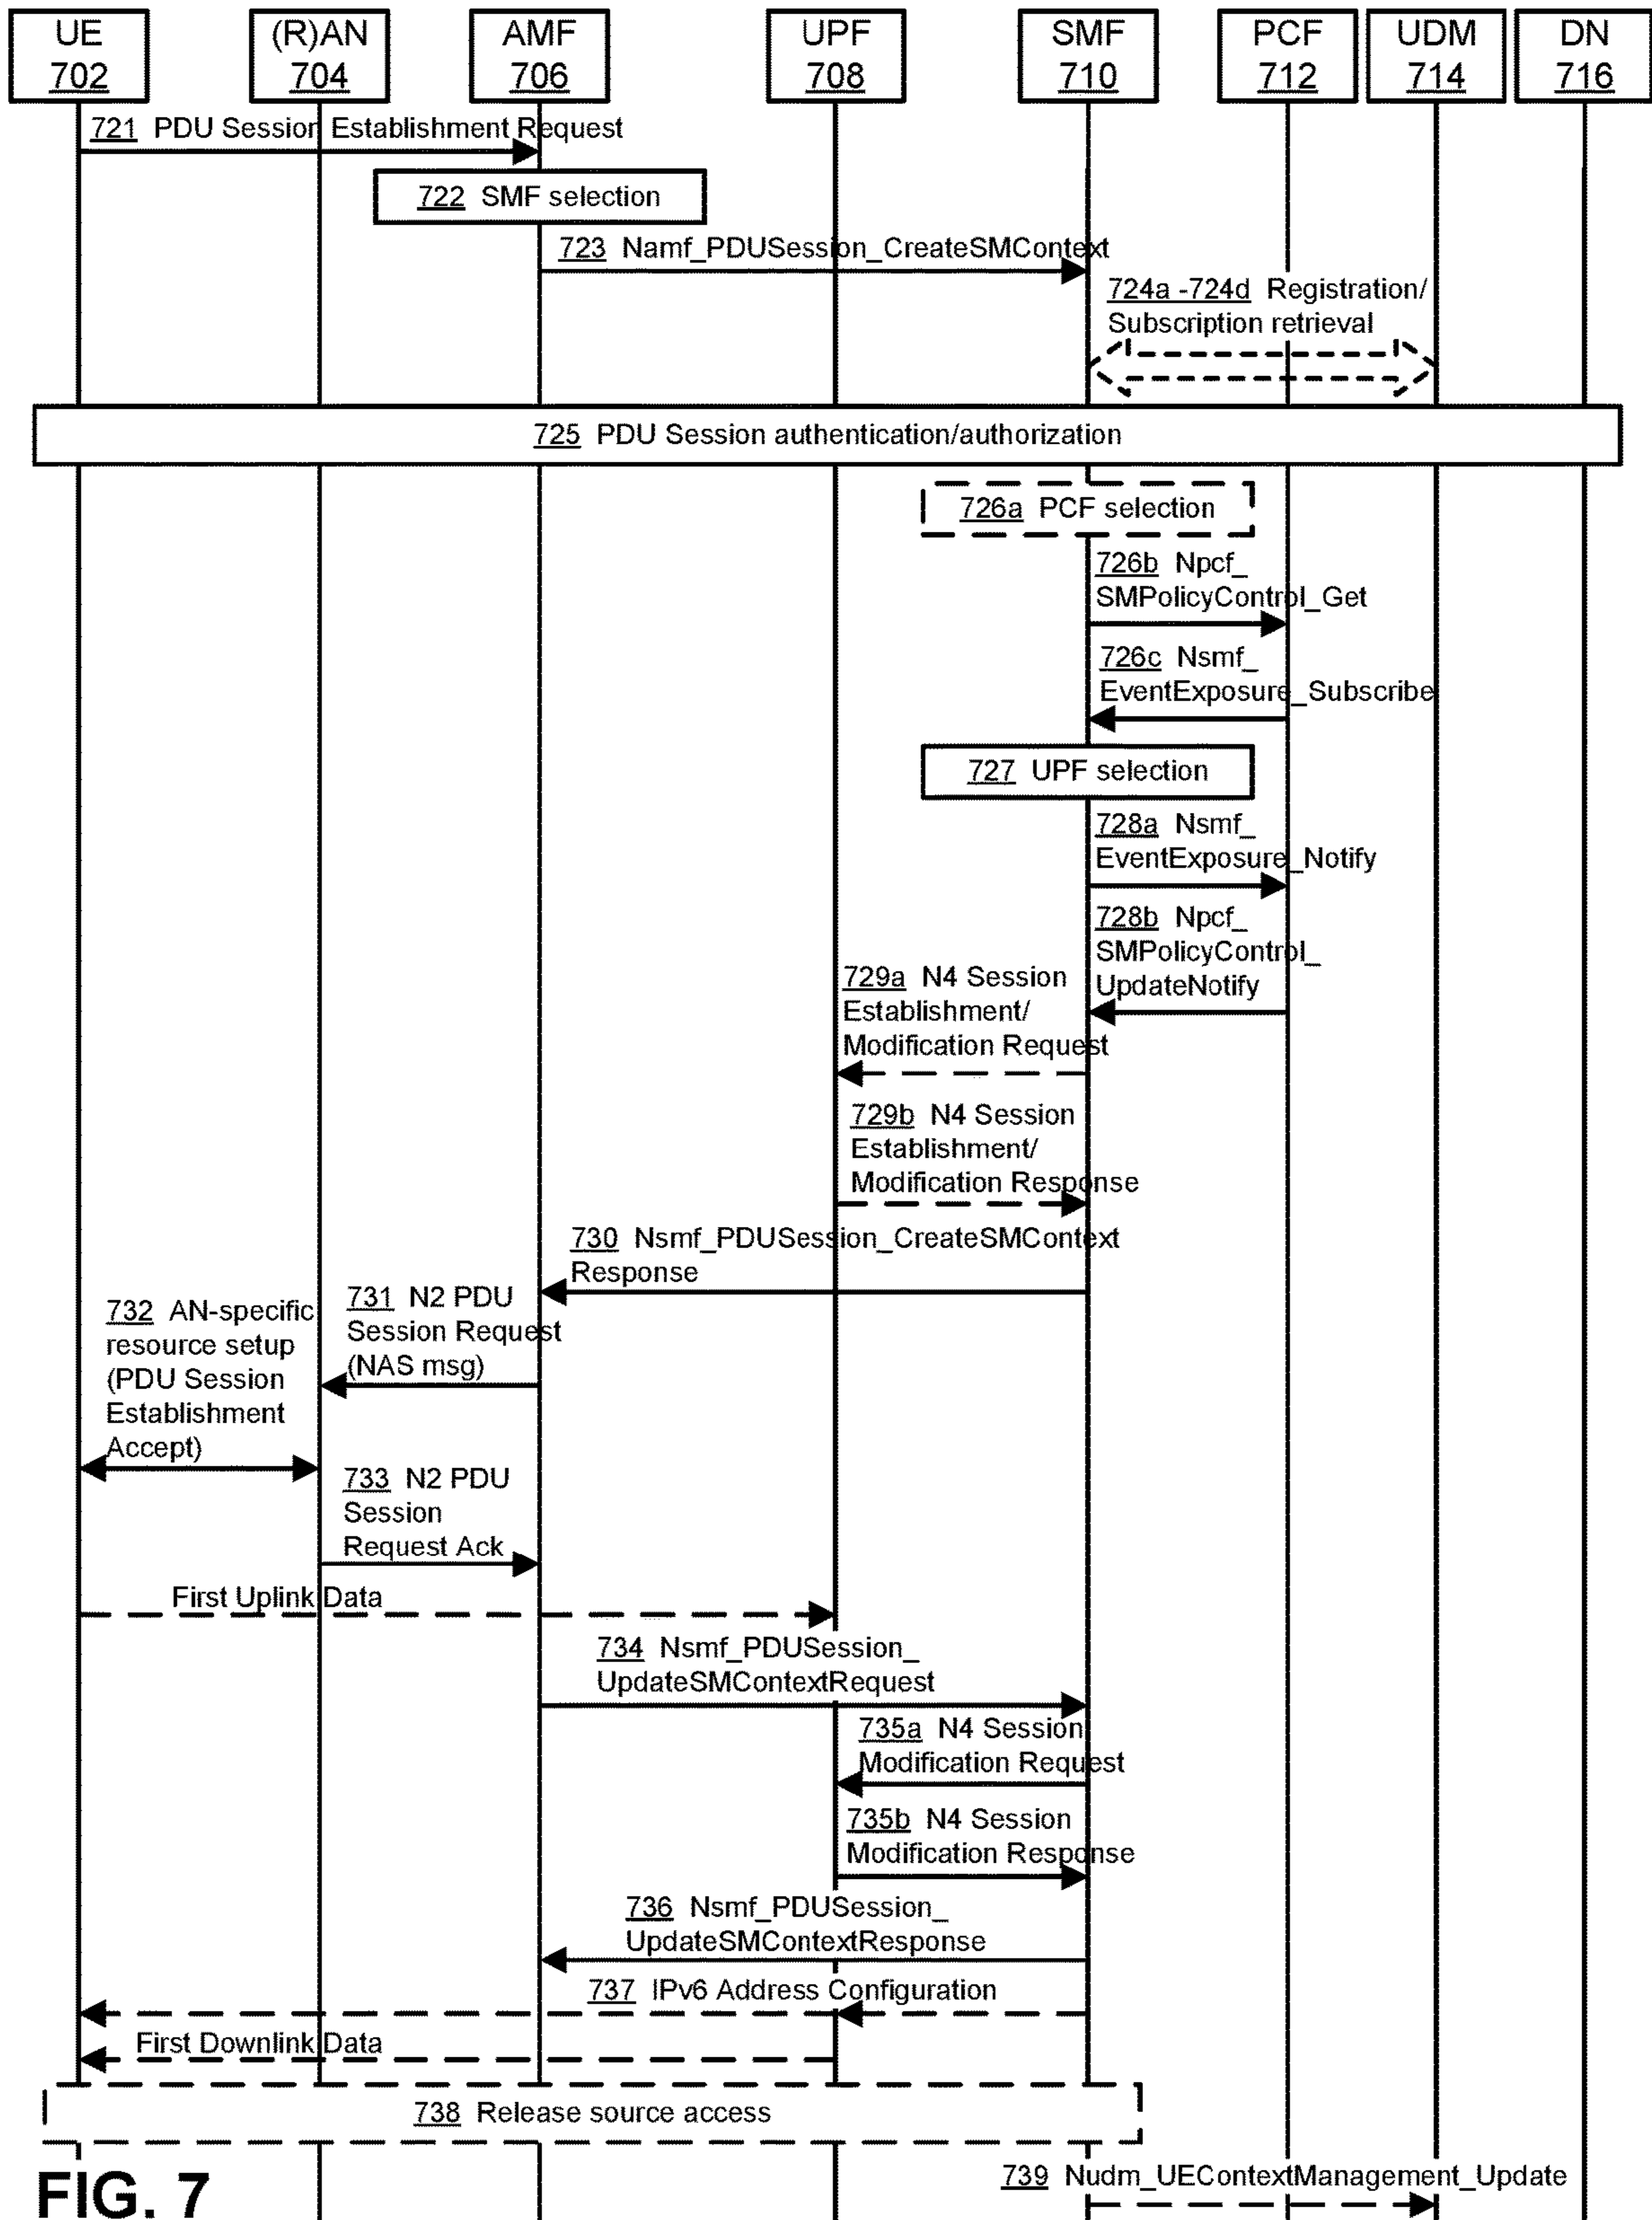 UE
702
(R)AN
704
AMF
706
UPF
708
SMF
710
PCF
712
UDM
714
DN
716
721 PDU Session Establishment Request
722 SMF selection
723 Namf_PDUSession_CreateSMContext
724a -724d Registration/
Subscription retrieval
725 PDU Session authentication/authorization
726a PCF selection
726b Npcf_
SMPolicyControl_Get
726c Nsmf_
EventExposure_Subscribe
727 UPF selection
728a Nsmf_
EventExposure_Notify
728b Npcf_
SMPolicyControl_
UpdateNotify
729a N4 Session
Establishment/
Modification Request
729b N4 Session
Establishment/
Modification Response
730 Nsmf_PDUSession_CreateSMContext
Response
731 N2 PDU
Session Request
(NAS msg)
732 AN-specific
resource setup
(PDU Session
Establishment
Accept)
733 N2 PDU
Session
Request Ack
First Uplink Data
734 Nsmf_PDUSession_
UpdateSMContextRequest
735a N4 Session
Modification Request
735b N4 Session
Modification Response
736 Nsmf_PDUSession_
UpdateSMContextResponse
737 IPv6 Address Configuration
First Downlink Data
738 Release source access
739 Nudm_UEContextManagement_Update
FIG. 7